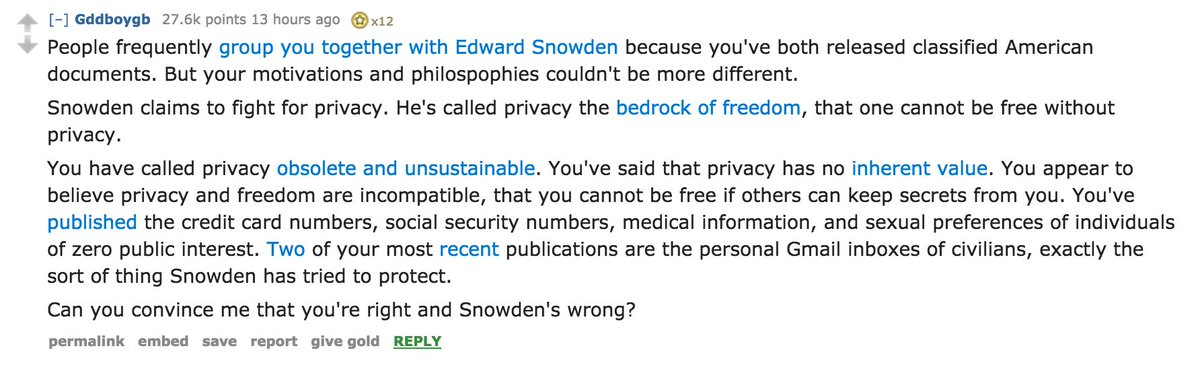 [-] Gddboygb 27.6k points 13 hours ago x12
People frequently group you together with Edward Snowden because you've both released classified American
documents. But your motivations and philospophies couldn't be more different.
Snowden claims to fight for privacy. He's called privacy the bedrock of freedom, that one cannot be free without
privacy.
You have called privacy obsolete and unsustainable. You've said that privacy has no inherent value. You appear to
believe privacy and freedom are incompatible, that you cannot be free if others can keep secrets from you. You've
published the credit card numbers, social security numbers, medical information, and sexual preferences of individuals
of zero public interest. Two of your most recent publications are the personal Gmail inboxes of civilians, exactly the
sort of thing Snowden has tried to protect.
Can you convince me that you're right and Snowden's wrong?
permalink embed save report give gold REPLY